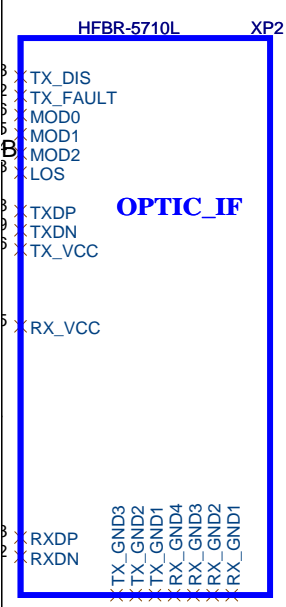 HFBR-5710L XP2
TX_DIS
TX_FAULT
MOD0
MOD1
B
MOD2
LOS
TXDP
OPTIC_IF
TXDN
TX_VCC
RX_VCC
RXDP
RXDN
TX_GND3
TX_GND2
TX_GND1
RX_GND4
RX_GND3
RX_GND2
RX_GND1